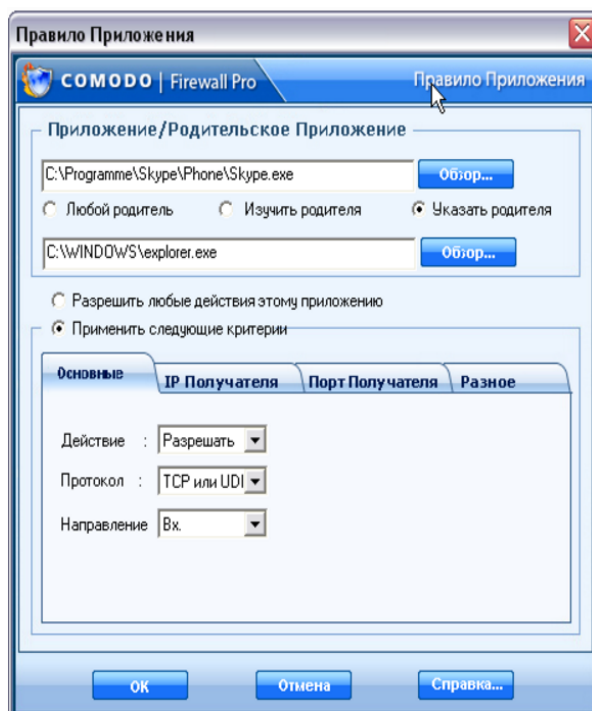 Правило Приложения
COMODO | Firewall Pro Правило Приложения
Приложение/Родительское Приложение
C:\Programme\Skype\Phone\Skype.exe Обзор...
Любой родитель Изучить родителя Указать родителя
C:\WINDOWS\explorer.exe Обзор...
Разрешить любые действия этому приложению
Применить следующие критерии
Основные IP Получателя Порт Получателя Разное
Действие : Разрешать
Протокол : TCP или UDI
Направление Вх.
OK Отмена Справка...